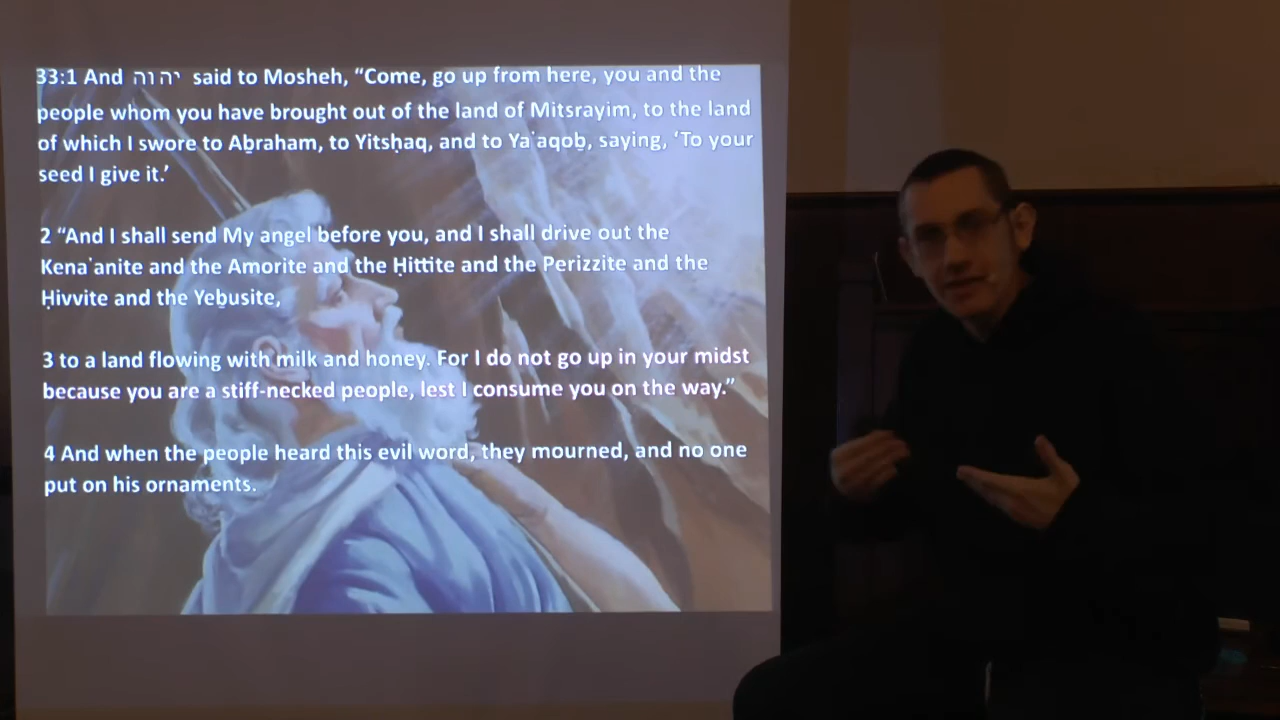 33:1 And יהוה said to Mosheh, “Come, go up from here, you and the
people whom you have brought out of the land of Mitsrayim, to the land
of which I swore to Aḇraham, to Yitsḥaq, and to Yaʽaqoḇ, saying, ‘To your
seed I give it.’
2 “And I shall send My angel before you, and I shall drive out the
Kenaʽanite and the Amorite and the Ḥittite and the Perizzite and the
Ḥivvite and the Yeḇusite,
3 to a land flowing with milk and honey. For I do not go up in your midst
because you are a stiff-necked people, lest I consume you on the way.”
4 And when the people heard this evil word, they mourned, and no one
put on his ornaments.